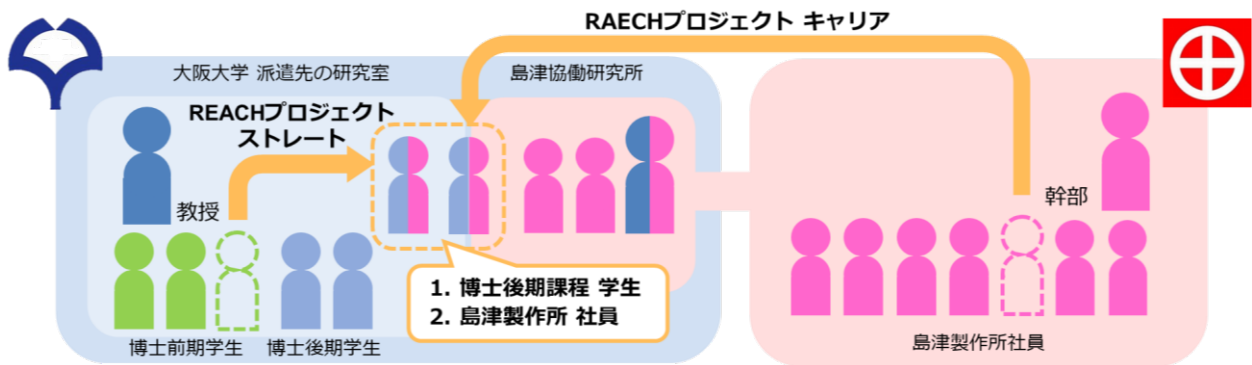 RAECHプロジェクト キャリア
大阪大学 派遣先の研究室
島津協働研究所
REACHプロジェクト
ストレート
教授
幹部
1. 博士後期課程 学生
2. 島津製作所 社員
博士前期学生
博士後期学生
島津製作所社員